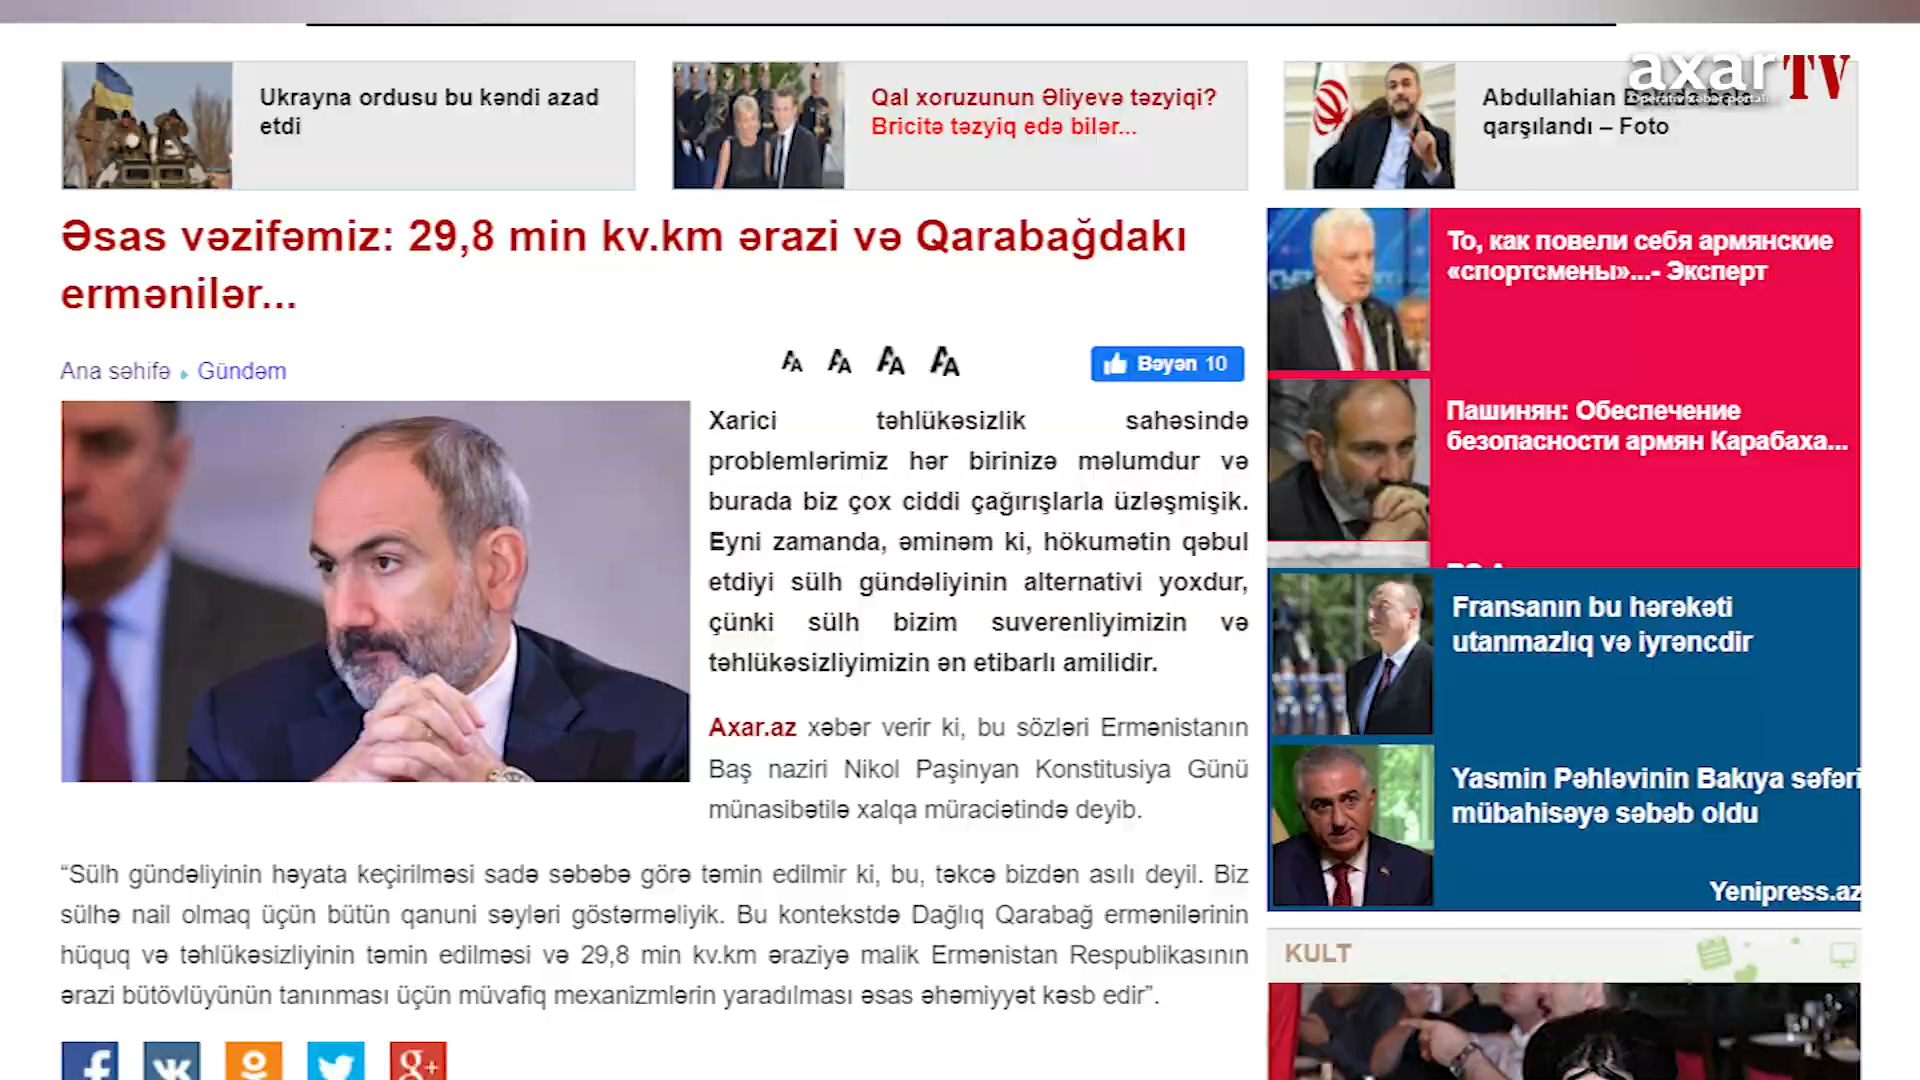 axar TV
Operativ xəbər portalı
Ukrayna ordusu bu kəndi azad
etdi
Qal xoruzunun Əliyevə təzyiqi?
Bricitə təzyiq edə bilər...
Abdullahian
qarşılandı – Foto
Əsas vəzifəmiz: 29,8 min kv.km ərazi və Qarabağdakı
ermənilər...
Ana səhifə • Gündəm
A A A A A A A A
Bəyən 10
Xarici təhlükəsizlik sahəsində
problemlərimiz hər birinizə məlumdur və
burada biz çox ciddi çağırışlarla üzləşmişik.
Eyni zamanda, əminəm ki, hökumətin qəbul
etdiyi sülh gündəliyinin alternativi yoxdur,
çünki sülh bizim suverenliyimizin və
təhlükəsizliyimizin ən etibarlı amilidir.
Axar.az xəbər verir ki, bu sözləri Ermənistanın
Baş naziri Nikol Paşinyan Konstitusiya Günü
münasibətilə xalqa müraciətində deyib.
“Sülh gündəliyinin həyata keçirilməsi sadə səbəbə görə təmin edilmir ki, bu, təkcə bizdən asılı deyil. Biz
sülhə nail olmaq üçün bütün qanuni səyləri göstərməliyik. Bu kontekstdə Dağlıq Qarabağ ermənilərinin
hüquq və təhlükəsizliyinin təmin edilməsi və 29,8 min kv.km əraziyə malik Ermənistan Respublikasının
ərazi bütövlüyünün tanınması üçün müvafiq mexanizmlərin yaradılması əsas əhəmiyyət kəsb edir”.
То, как повели себя армянские
«спортсмены»...- Эксперт
Пашинян: Обеспечение
безопасности армян Карабаха...
Fransanın bu hərəkəti
utanmazlıq və iyrəncdir
Yasmin Pəhləvinin Bakıya səfəri
mübahisəyə səbəb oldu
Yenipress.az
KULT